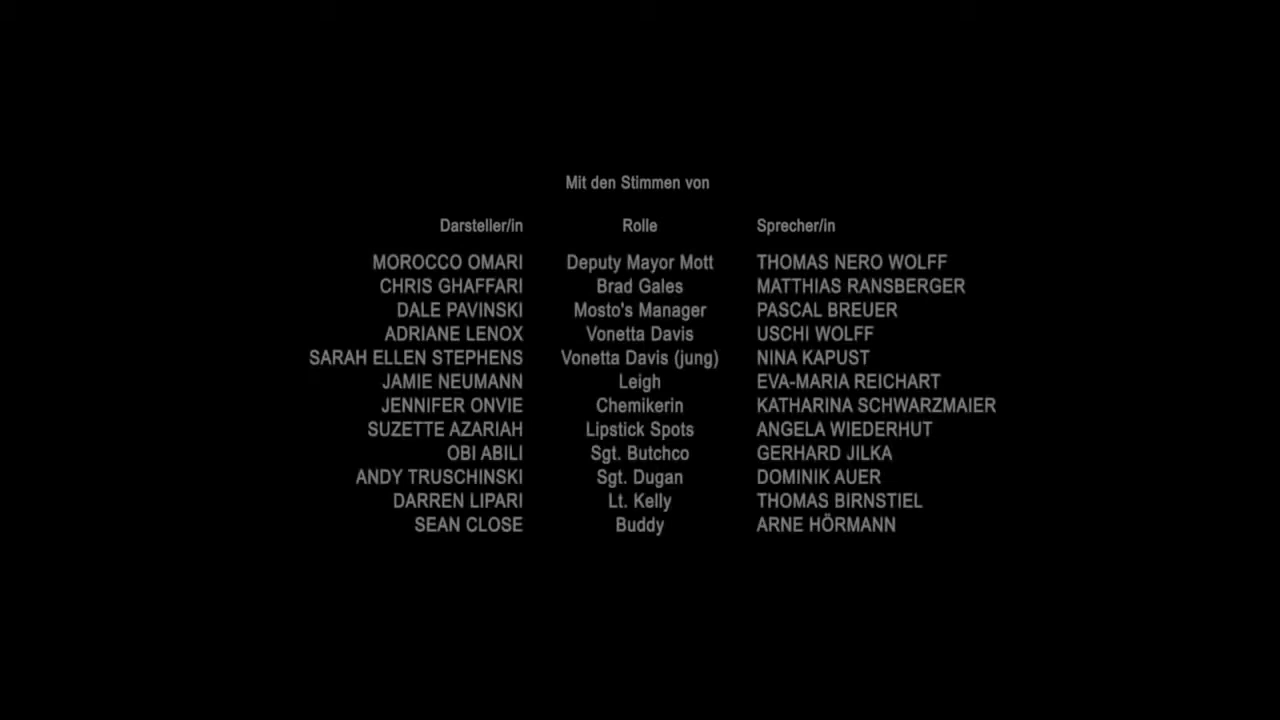 Mit den Stimmen von
Darsteller/in Rolle Sprecher/in
MOROCCO OMARI Deputy Mayor Mott THOMAS NERO WOLFF
CHRIS GHAFFARI Brad Gales MATTHIAS RANSBERGER
DALE PAVINSKI Mosto's Manager PASCAL BREUER
ADRIANE LENOX Vonetta Davis USCHI WOLFF
SARAH ELLEN STEPHENS Vonetta Davis (jung) NINA KAPUST
JAMIE NEUMANN Leigh EVA-MARIA REICHART
JENNIFER ONVIE Chemikerin KATHARINA SCHWARZMAIER
SUZETTE AZARIAH Lipstick Spots ANGELA WIEDERHUT
OBI ABILI Sgt. Butchco GERHARD JILKA
ANDY TRUSCHINSKI Sgt. Dugan DOMINIK AUER
DARREN LIPARI Lt. Kelly THOMAS BIRNSTIEL
SEAN CLOSE Buddy ARNE HÖRMANN